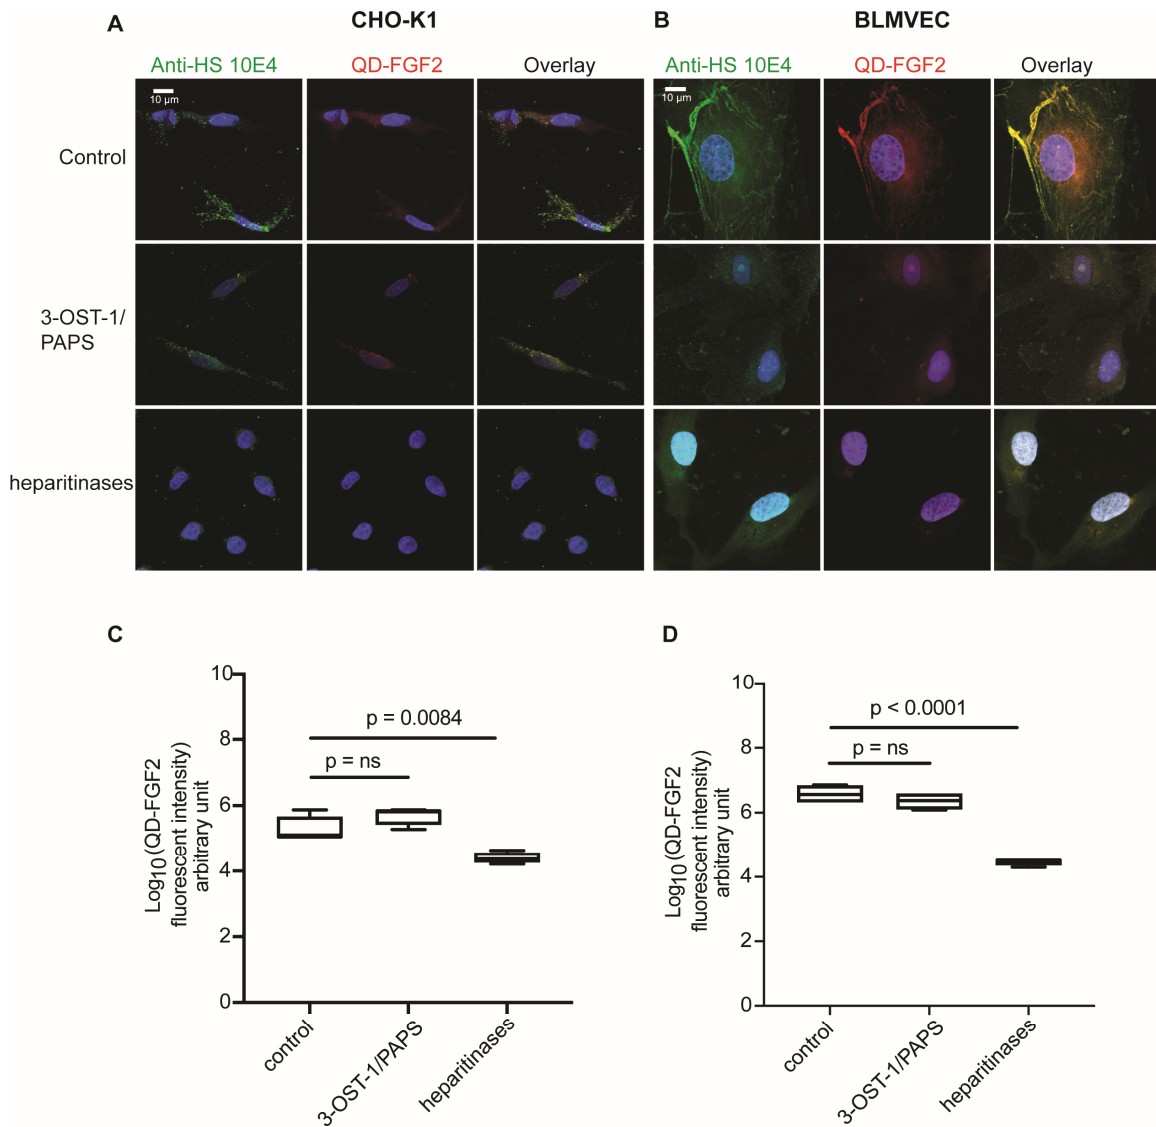 A CHO-K1 B BLMVEC
Anti-HS 10E4 QD-FGF2 Overlay Anti-HS 10E4 QD-FGF2 Overlay
10 µm 10 µm
Control
3-OST-1/
PAPS
heparitinases
C
Log10(QD-FGF2
fluorescent intensity)
arbitrary unit
10
8
6
4
2
0
p = 0.0084
p = ns
control
3-OST-1/PAPS
heparitinases
D
Log10(QD-FGF2
fluorescent intensity)
arbitrary unit
10
8
6
4
2
0
p < 0.0001
p = ns
control
3-OST-1/PAPS
heparitinases